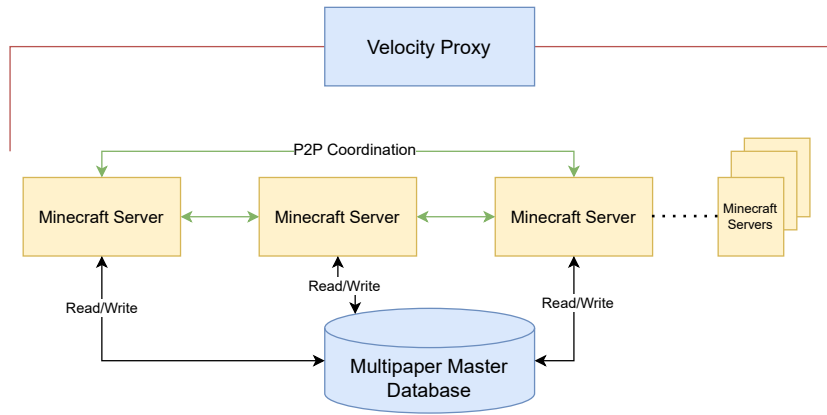 Velocity Proxy
P2P Coordination
Minecraft Server
Minecraft Server
Minecraft Server
Minecraft
Servers
Read/Write
Read/Write
Read/Write
Multipaper Master
Database